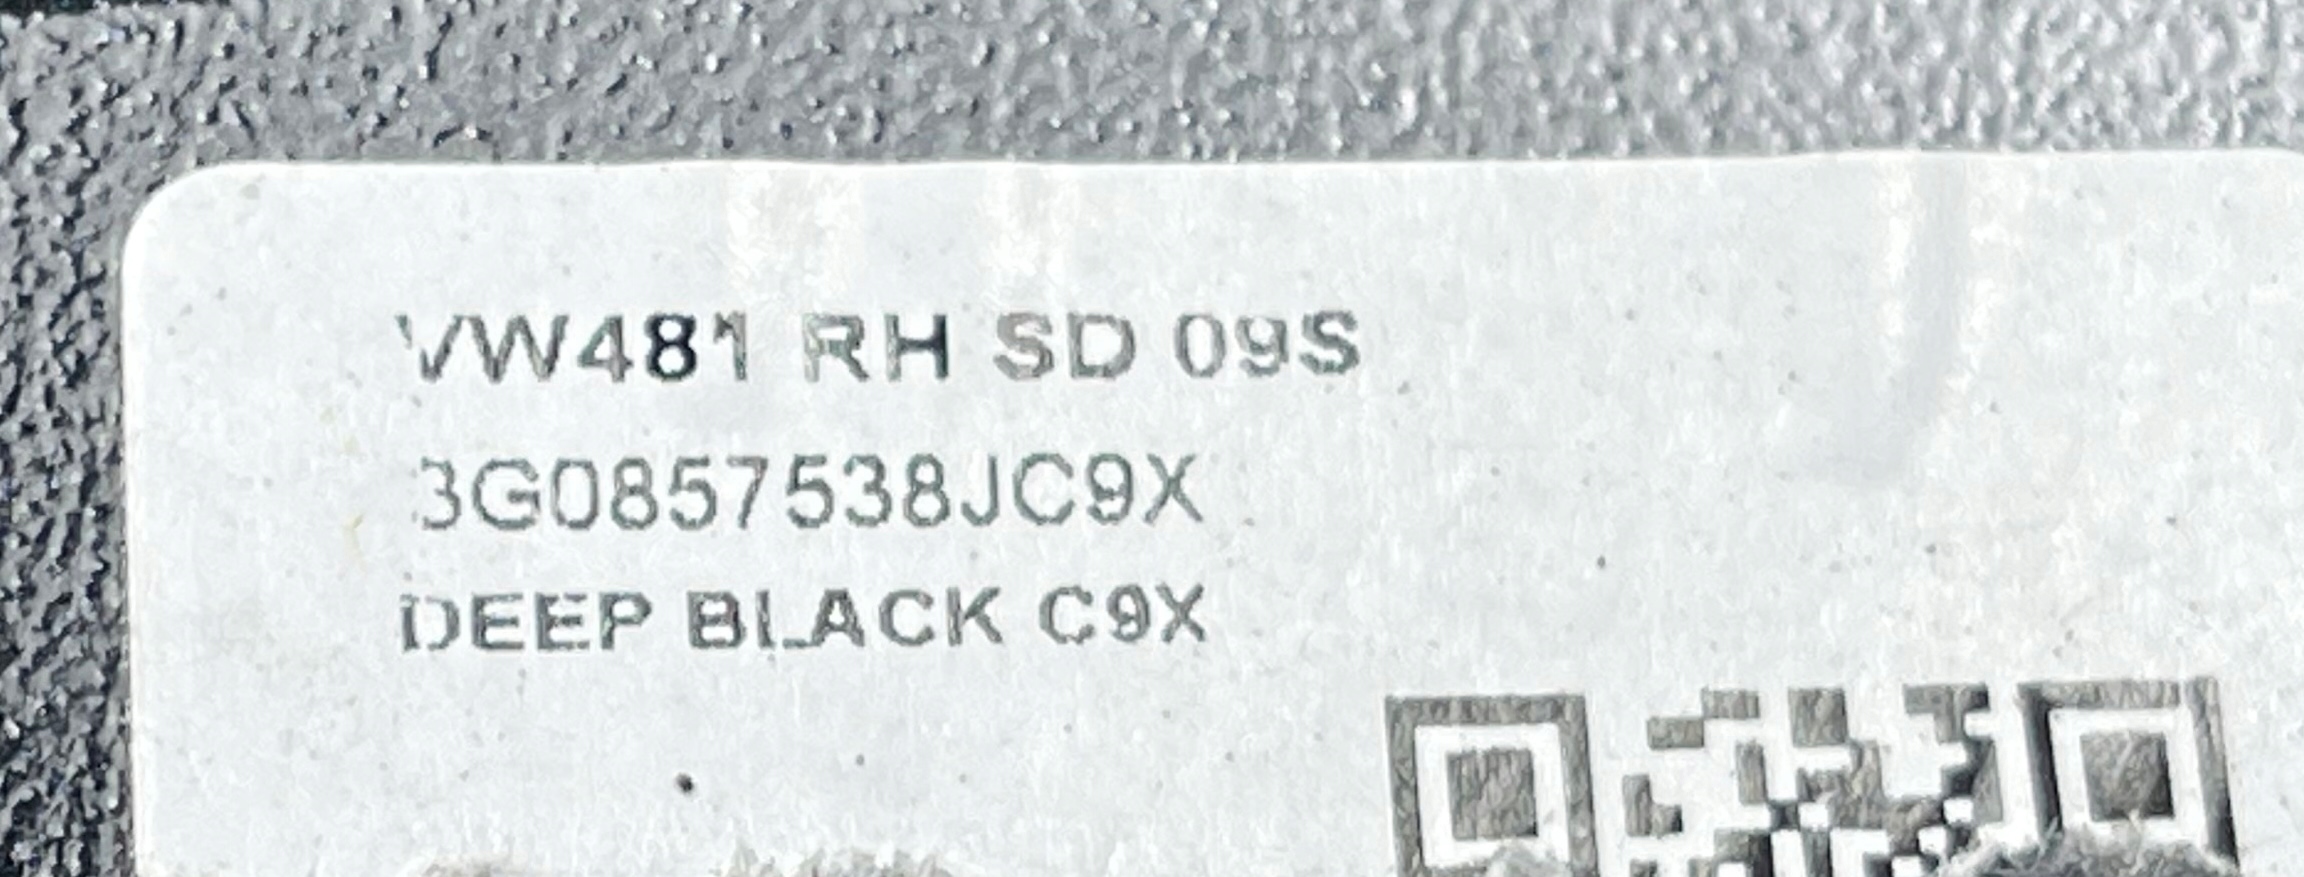 VW481 RH SD 09S
3G0857538JC9X
DEEP BLACK C9X